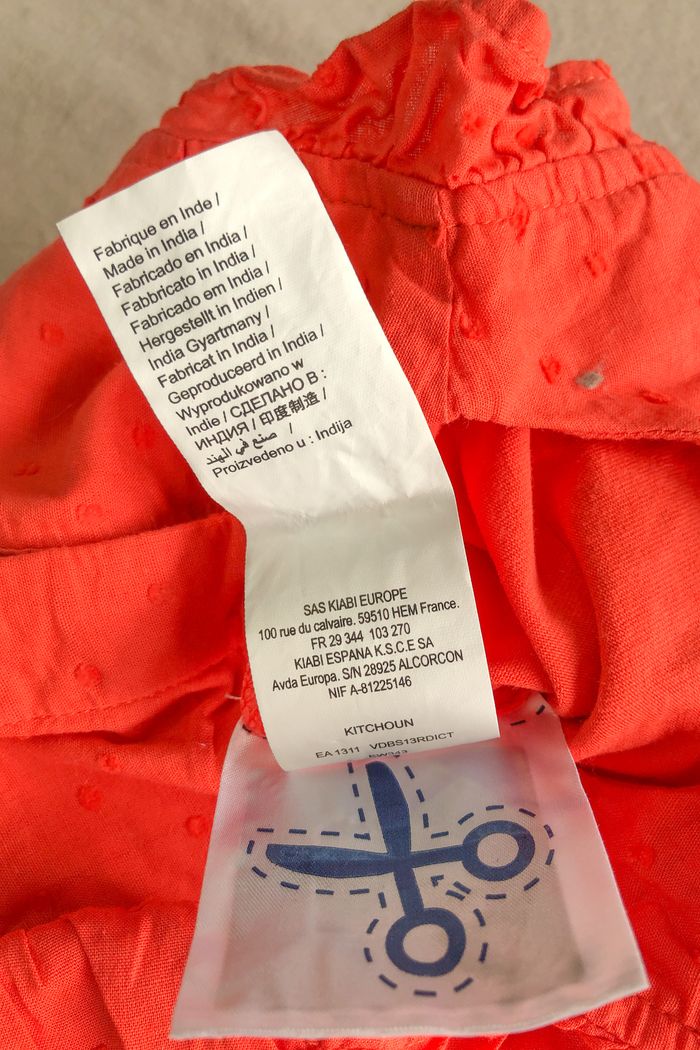 Fabrique en Inde /
Made in India /
Fabricado en India /
Fabbricato in India /
Fabricado em India /
Hergestellt in Indien /
India Gyartmany /
Fabricat in India /
Geproduceerd in India /
Wyprodukowano w
Indie / СДЕЛАНО В :
ИНДИЯ / 印度制造 /
صنع في الهند /
Proizvedeno u : Indija
SAS KIABI EUROPE
100 rue du calvaire. 59510 HEM France.
FR 29 344 103 270
KIABI ESPANA K.S.C.E SA
Avda Europa. S/N 28925 ALCORCON
NIF A-81225146
KITCHOUN
EA 1311 VDBS13RDICT